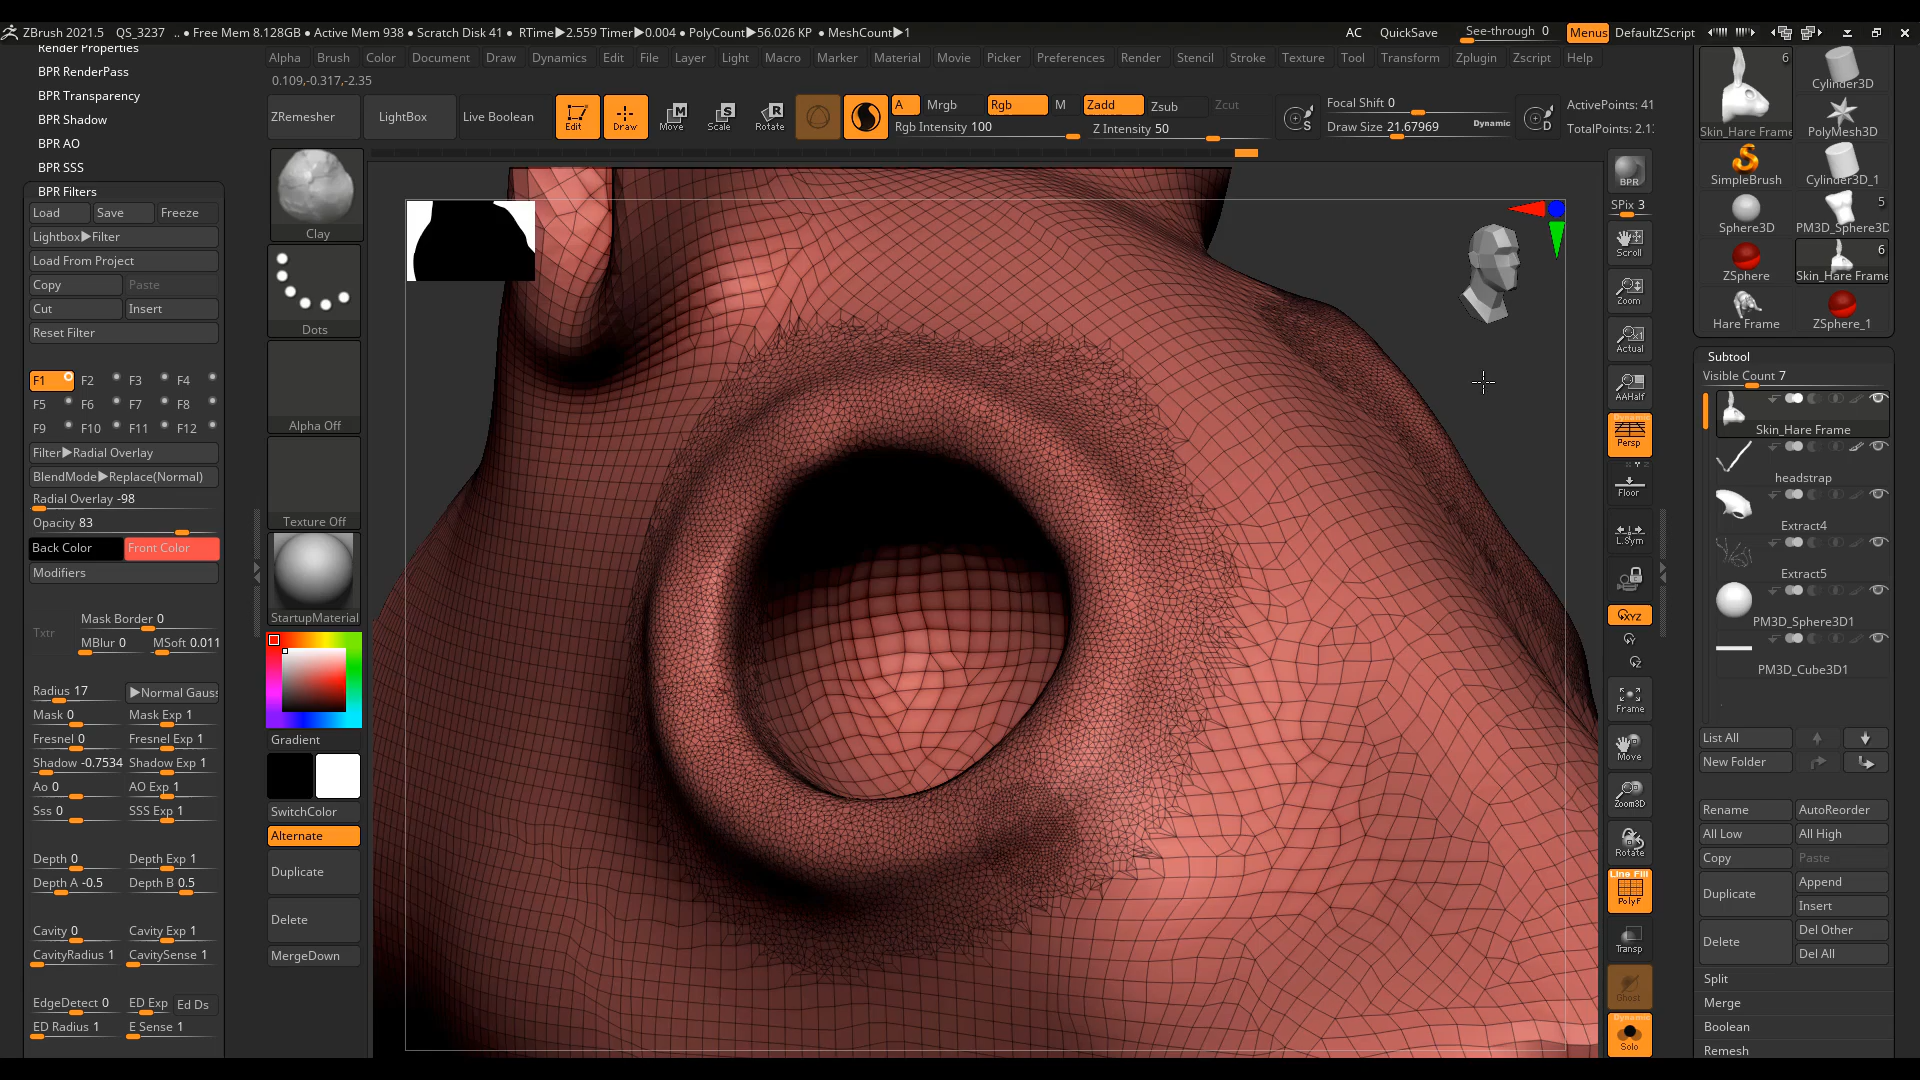 ZBrush 2021.5 QS_3237 .. ● Free Mem 8.128GB ● Active Mem 938 ● Scratch Disk 41 ● RTime▶2.559 Timer▶0.004 ● PolyCount▶56.026 KP ● MeshCount▶1
AC QuickSave See-through 0 Menus DefaultZScript
Alpha Brush Color Document Draw Dynamics Edit File Layer Light Macro Marker Material Movie Picker Preferences Render Stencil Stroke Texture Tool Transform Zplugin Zscript Help
0.109,-0.317,-2.35
ZRemesher LightBox Live Boolean Edit Draw Move Scale Rotate
A Mrgb Rgb M Zadd Zsub Zcut
Rgb Intensity 100 Z Intensity 50
S Focal Shift 0
Draw Size 21.67969 Dynamic D
ActivePoints: 41
TotalPoints: 2.1
Render Properties
BPR RenderPass
BPR Transparency
BPR Shadow
BPR AO
BPR SSS
BPR Filters
Load Save Freeze
Lightbox▶Filter
Load From Project
Copy Paste
Cut Insert
Reset Filter
F1 F2 F3 F4
F5 F6 F7 F8
F9 F10 F11 F12
Filter▶Radial Overlay
BlendMode▶Replace(Normal)
Radial Overlay -98
Opacity 83
Back Color Front Color
Modifiers
Mask Border 0
Txtr
MBlur 0 MSoft 0.011
Radius 17 ▶Normal Gauss
Mask 0 Mask Exp 1
Fresnel 0 Fresnel Exp 1
Shadow -0.7534 Shadow Exp 1
Ao 0 AO Exp 1
Sss 0 SSS Exp 1
Depth 0 Depth Exp 1
Depth A -0.5 Depth B 0.5
Cavity 0 Cavity Exp 1
CavityRadius 1 CavitySense 1
EdgeDetect 0 ED Exp Ed Ds
ED Radius 1 E Sense 1
Clay
Dots
Alpha Off
Texture Off
StartupMaterial
Gradient
SwitchColor
Alternate
Duplicate
Delete
MergeDown
BPR
SPix 3
Scroll
Zoom
Actual
AAHalf
Dynamic
Persp
Floor
L.Sym
XYZ
Y
Z
Frame
Move
Zoom3D
Rotate
Line Fill
PolyF
Transp
Ghost
Dynamic
Solo
6
Skin_Hare Frame
Cylinder3D
PolyMesh3D
SimpleBrush Cylinder3D_1
5
Sphere3D PM3D_Sphere3D
6
ZSphere Skin_Hare Frame
Hare Frame ZSphere_1
Subtool
Visible Count 7
Skin_Hare Frame
headstrap
Extract4
Extract5
PM3D_Sphere3D1
PM3D_Cube3D1
List All
New Folder
Rename AutoReorder
All Low All High
Copy Paste
Duplicate Append
Insert
Delete Del Other
Del All
Split
Merge
Boolean
Remesh